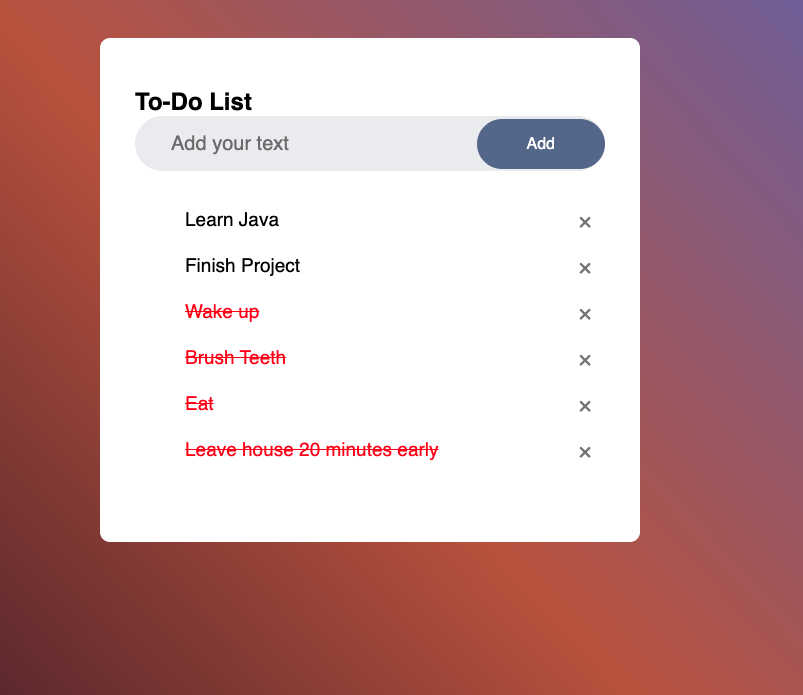 To-Do List
Add your text
Add
Learn Java
Finish Project
Wake up
Brush Teeth
Eat
Leave house 20 minutes early